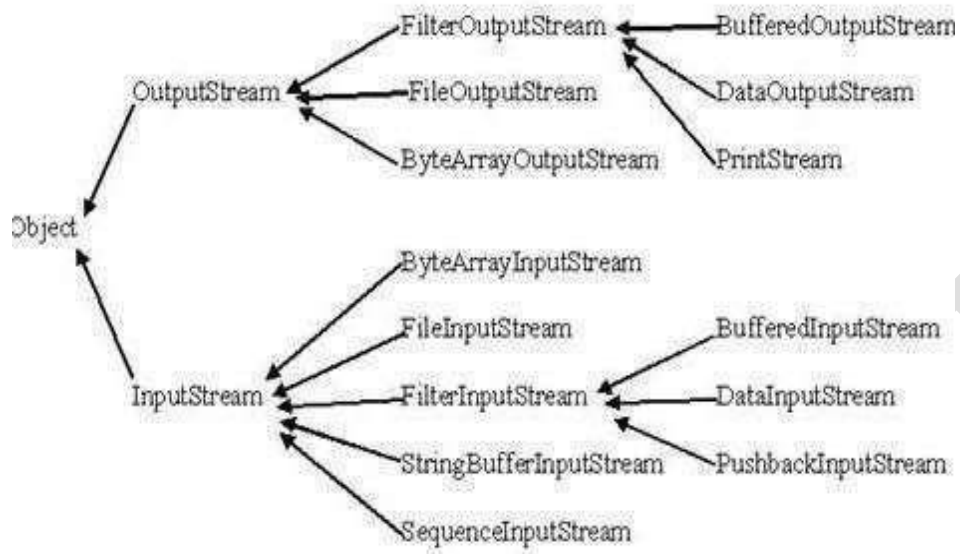 FilterOutputStream
BufferedOutputStream
OutputStream
FileOutputStream
DataOutputStream
ByteArrayOutputStream
PrintStream
Object
ByteArrayInputStream
FileInputStream
BufferedInputStream
InputStream
FilterInputStream
DataInputStream
StringBufferInputStream
PushbackInputStream
SequenceInputStream